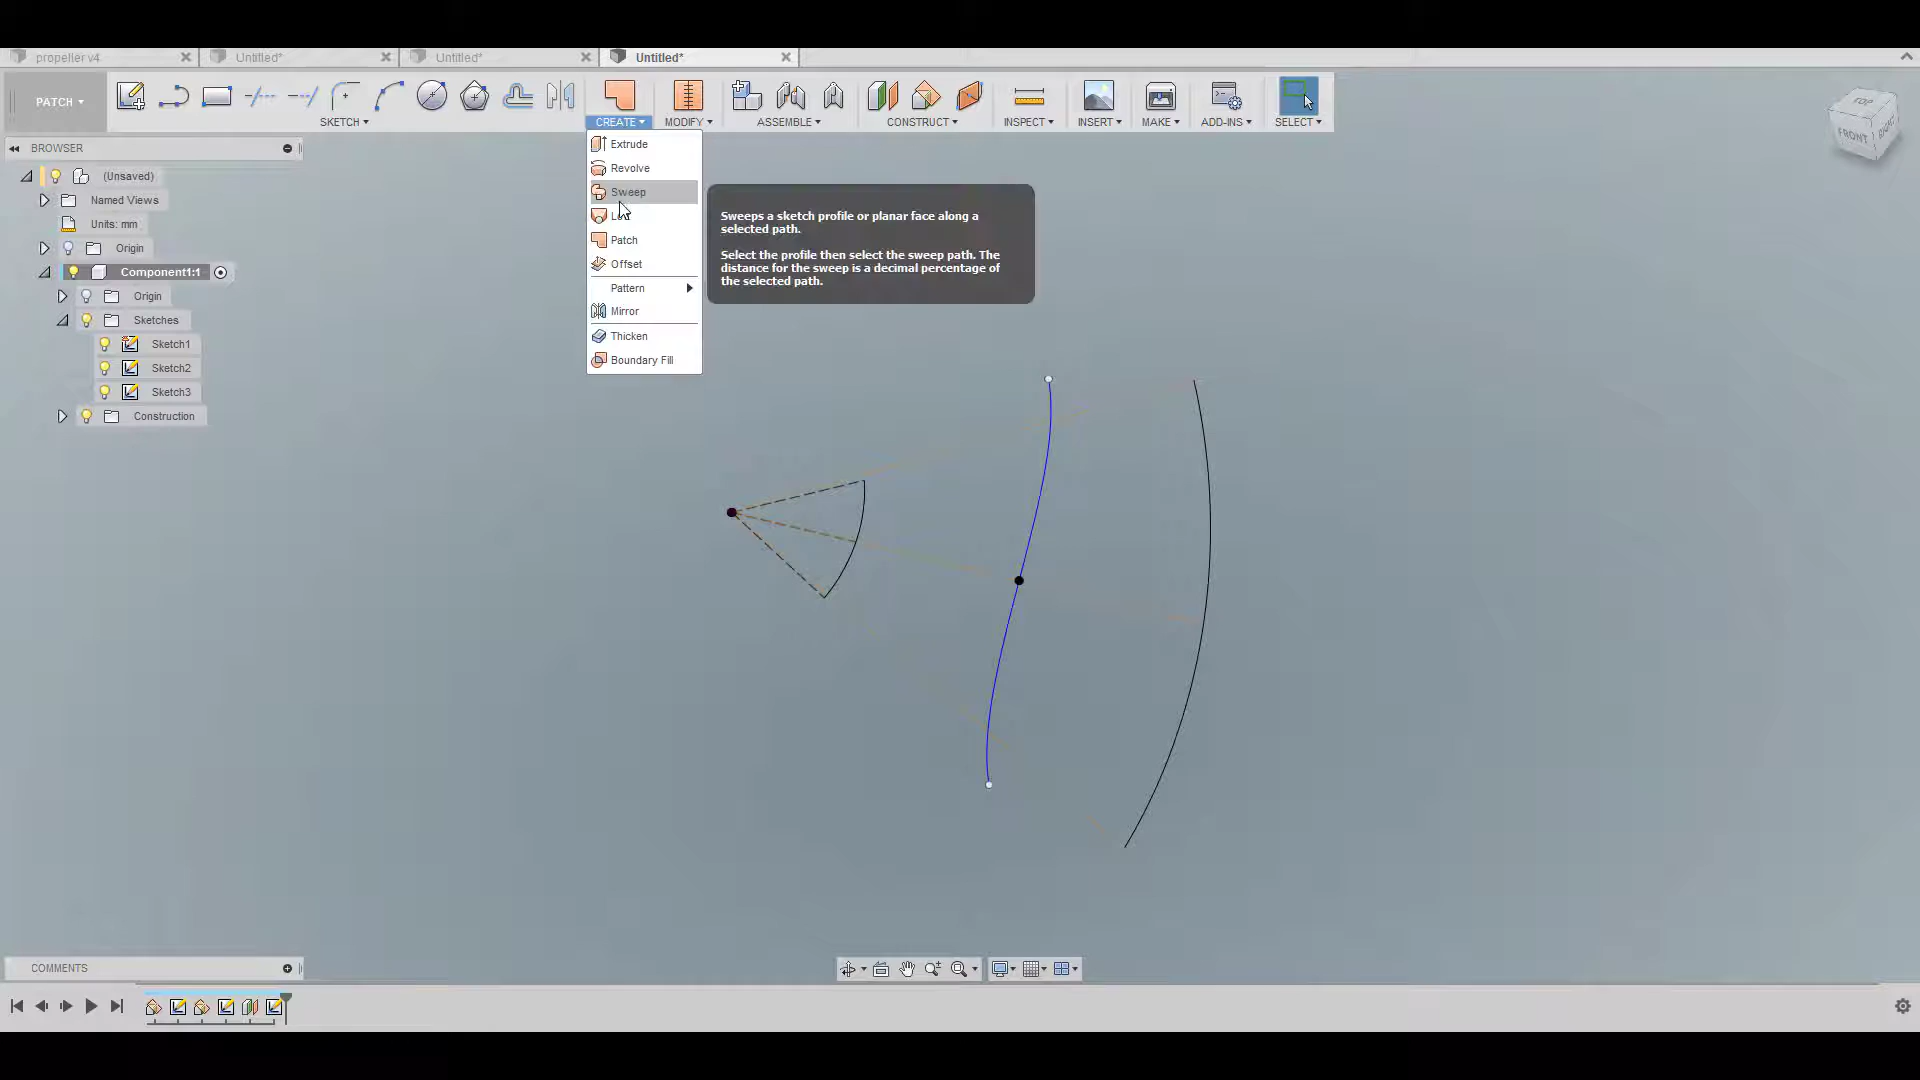 propeller v4
Untitled*
Untitled*
Untitled*
PATCH
SKETCH
CREATE
MODIFY
ASSEMBLE
CONSTRUCT
INSPECT
INSERT
MAKE
ADD-INS
SELECT
TOP
FRONT
RIGHT
BROWSER
(Unsaved)
Named Views
Units: mm
Origin
Component1:1
Origin
Sketches
Sketch1
Sketch2
Sketch3
Construction
Extrude
Revolve
Sweep
Patch
Offset
Pattern
Mirror
Thicken
Boundary Fill
Sweeps a sketch profile or planar face along a
selected path.
Select the profile then select the sweep path. The
distance for the sweep is a decimal percentage of
the selected path.
COMMENTS